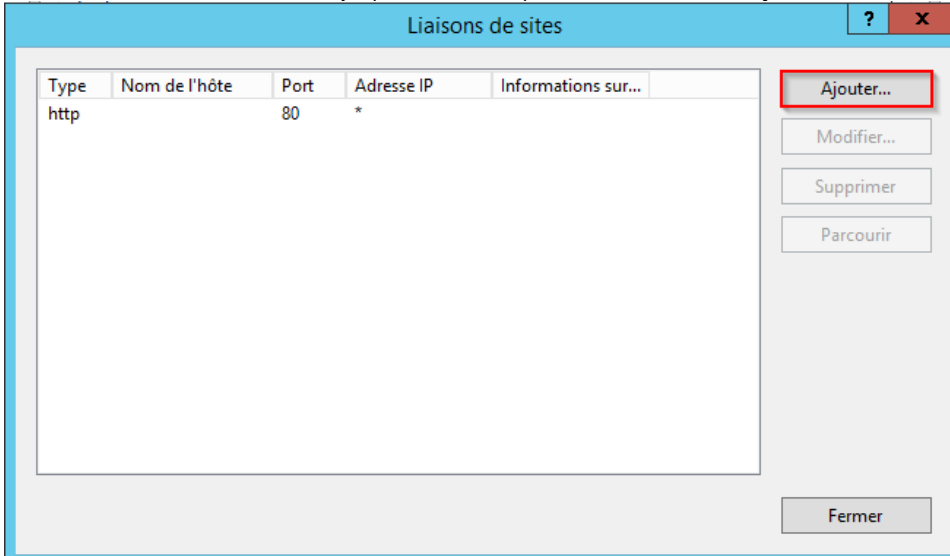 Liaisons de sites
? x
Type Nom de l'hôte Port Adresse IP Informations sur...
http 80 *
Ajouter...
Modifier...
Supprimer
Parcourir
Fermer